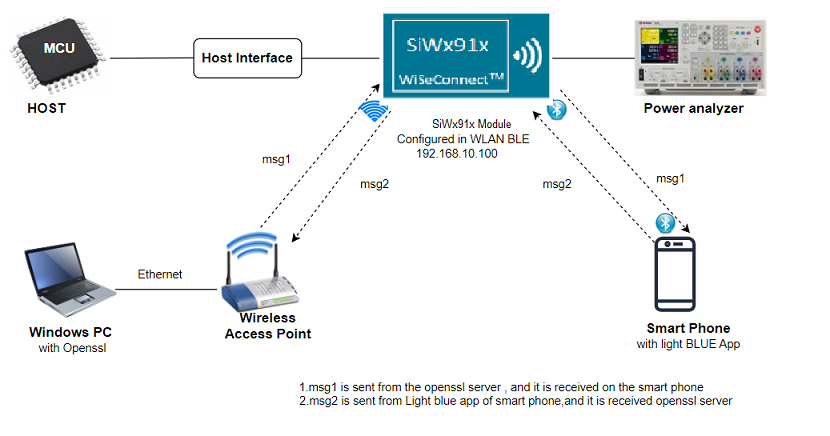 MCU
HOST
Host Interface
SiWx91x
WiSeConnect™
Power analyzer
SiWx91x Module
Configured in WLAN BLE
192.168.10.100
msg1
msg2
msg2
msg1
Ethernet
Windows PC
with Openssl
Wireless
Access Point
Smart Phone
with light BLUE App
1.msg1 is sent from the openssl server , and it is received on the smart phone
2.msg2 is sent from Light blue app of smart phone,and it is received openssl server